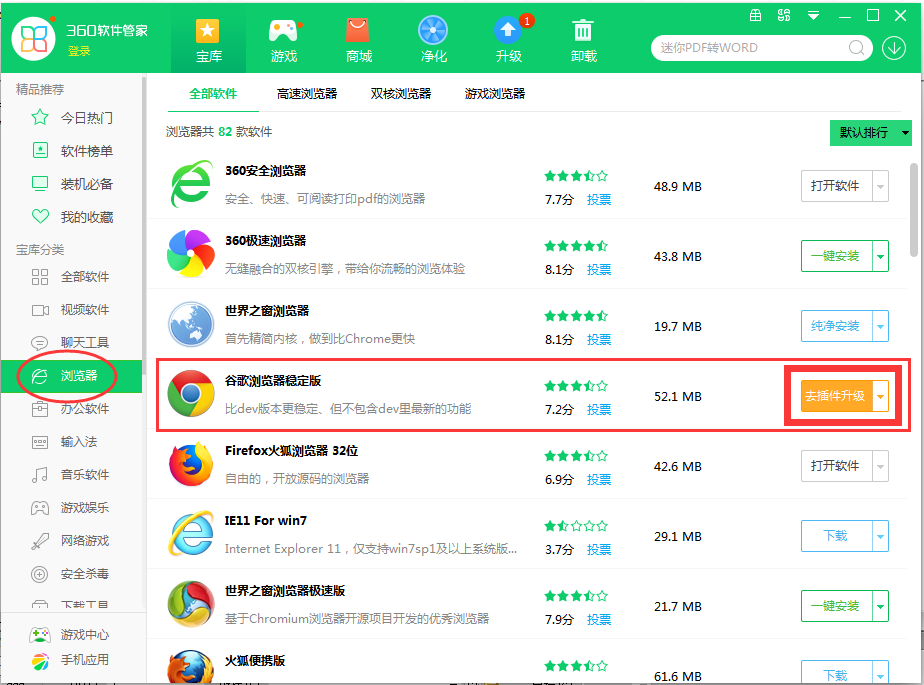 360软件管家
登录
宝库
游戏
商城
净化
升级
1
卸载
迷你PDF转WORD
精品推荐
今日热门
软件榜单
装机必备
我的收藏
宝库分类
全部软件
视频软件
聊天工具
浏览器
办公软件
输入法
音乐软件
游戏娱乐
网络游戏
安全杀毒
下载工具
游戏中心
手机应用
全部软件 高速浏览器 双核浏览器 游戏浏览器
浏览器共 82 款软件
默认排行
360安全浏览器
安全、快速、可阅读打印pdf的浏览器
7.7分 投票
48.9 MB
打开软件
360极速浏览器
无缝融合的双核引擎，带给你流畅的浏览体验
8.1分 投票
43.8 MB
一键安装
世界之窗浏览器
首先精简内核，做到比Chrome更快
8.1分 投票
19.7 MB
纯净安装
谷歌浏览器稳定版
比dev版本更稳定、但不包含dev里最新的功能
7.2分 投票
52.1 MB
去插件升级
Firefox火狐浏览器 32位
自由的，开放源码的浏览器
6.9分 投票
42.6 MB
打开软件
IE11 For win7
Internet Explorer 11，仅支持win7sp1及以上系统版...
3.7分 投票
29.1 MB
下载
世界之窗浏览器极速版
基于Chromium浏览器开源项目开发的优秀浏览器
7.9分 投票
21.7 MB
一键安装
火狐便携版
61.6 MB
下载